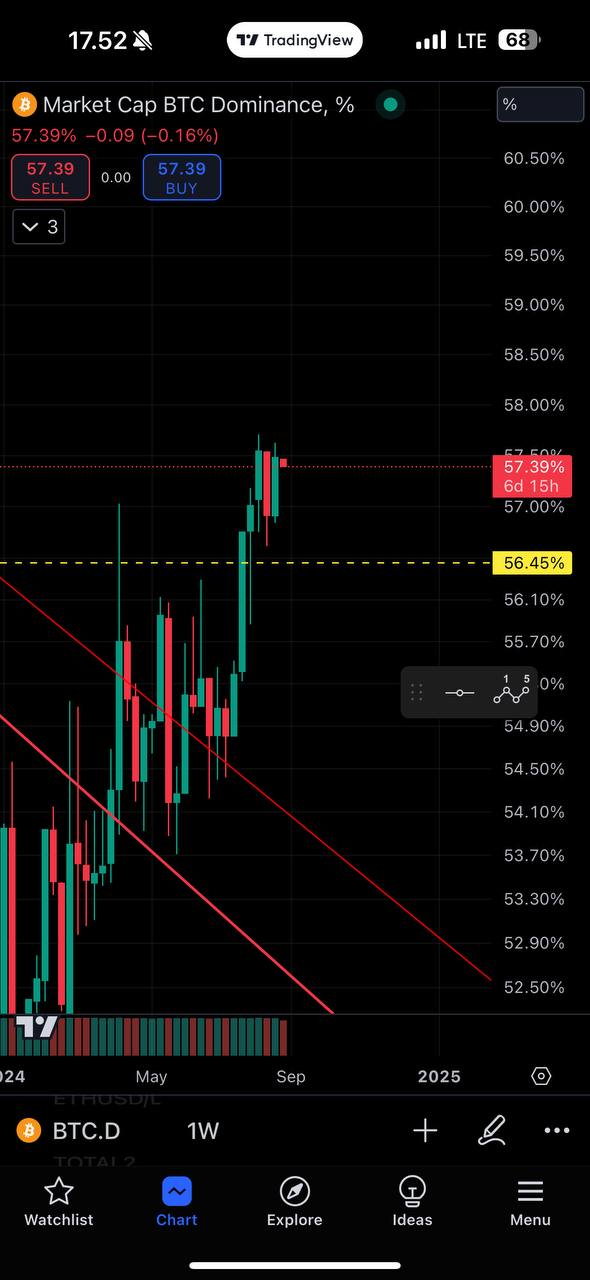 17.52
TradingView
LTE 68
Market Cap BTC Dominance, %
%
57.39% −0.09 (−0.16%)
57.39 SELL
0.00
57.39 BUY
3
60.50%
60.00%
59.50%
59.00%
58.50%
58.00%
57.50%
57.39%
6d 15h
57.00%
56.45%
56.10%
55.70%
1 5
54.90%
54.50%
54.10%
53.70%
53.30%
52.90%
52.50%
024 May Sep 2025
ETHUSD/L
BTC.D 1W
TOTAL2
Watchlist Chart Explore Ideas Menu